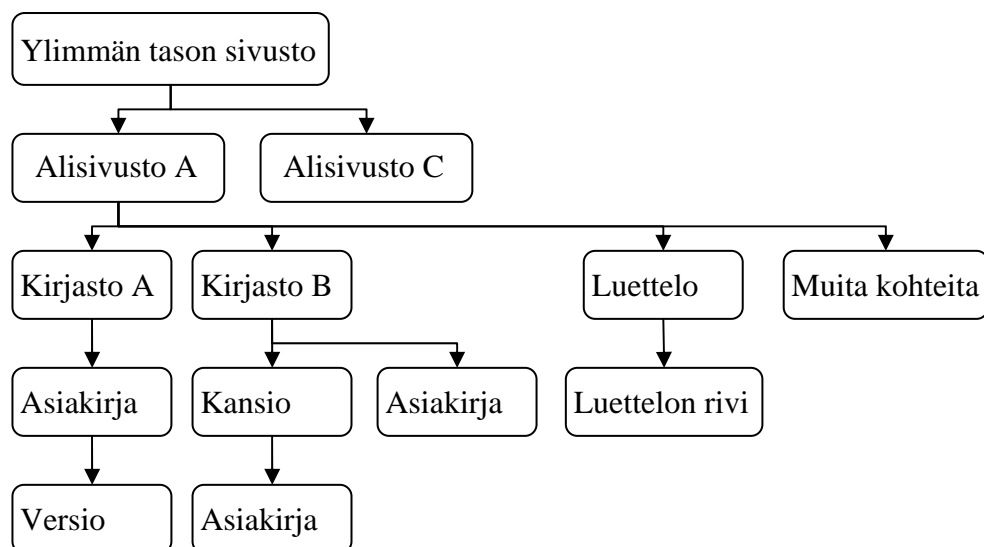 Ylimmän tason sivusto
Alisivusto A
Alisivusto C
Kirjasto A
Kirjasto B
Luettelo
Muita kohteita
Asiakirja
Kansio
Asiakirja
Luettelon rivi
Versio
Asiakirja